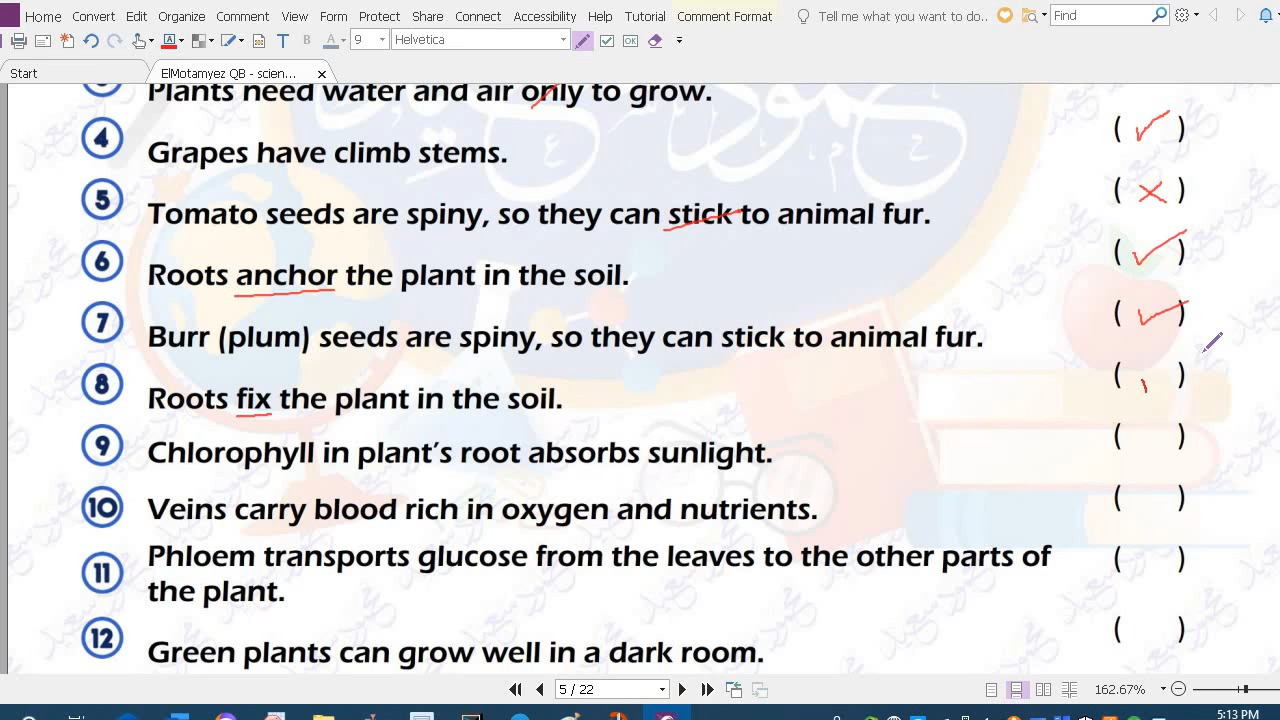 Home Convert Edit Organize Comment View Form Protect Share Connect Accessibility Help Tutorial Comment Format Tell me what you want to do.. Find
9 Helvetica
Start ElMotamyez QB - scien...
Plants need water and air only to grow.
4 Grapes have climb stems. ( ✓ )
5 Tomato seeds are spiny, so they can stick to animal fur. ( ✗ )
6 Roots anchor the plant in the soil. ( ✓ )
7 Burr (plum) seeds are spiny, so they can stick to animal fur. ( ✓ )
8 Roots fix the plant in the soil. ( )
9 Chlorophyll in plant's root absorbs sunlight. ( )
10 Veins carry blood rich in oxygen and nutrients. ( )
11 Phloem transports glucose from the leaves to the other parts of
the plant. ( )
12 Green plants can grow well in a dark room. ( )
5 / 22 162.67%
5:13 PM